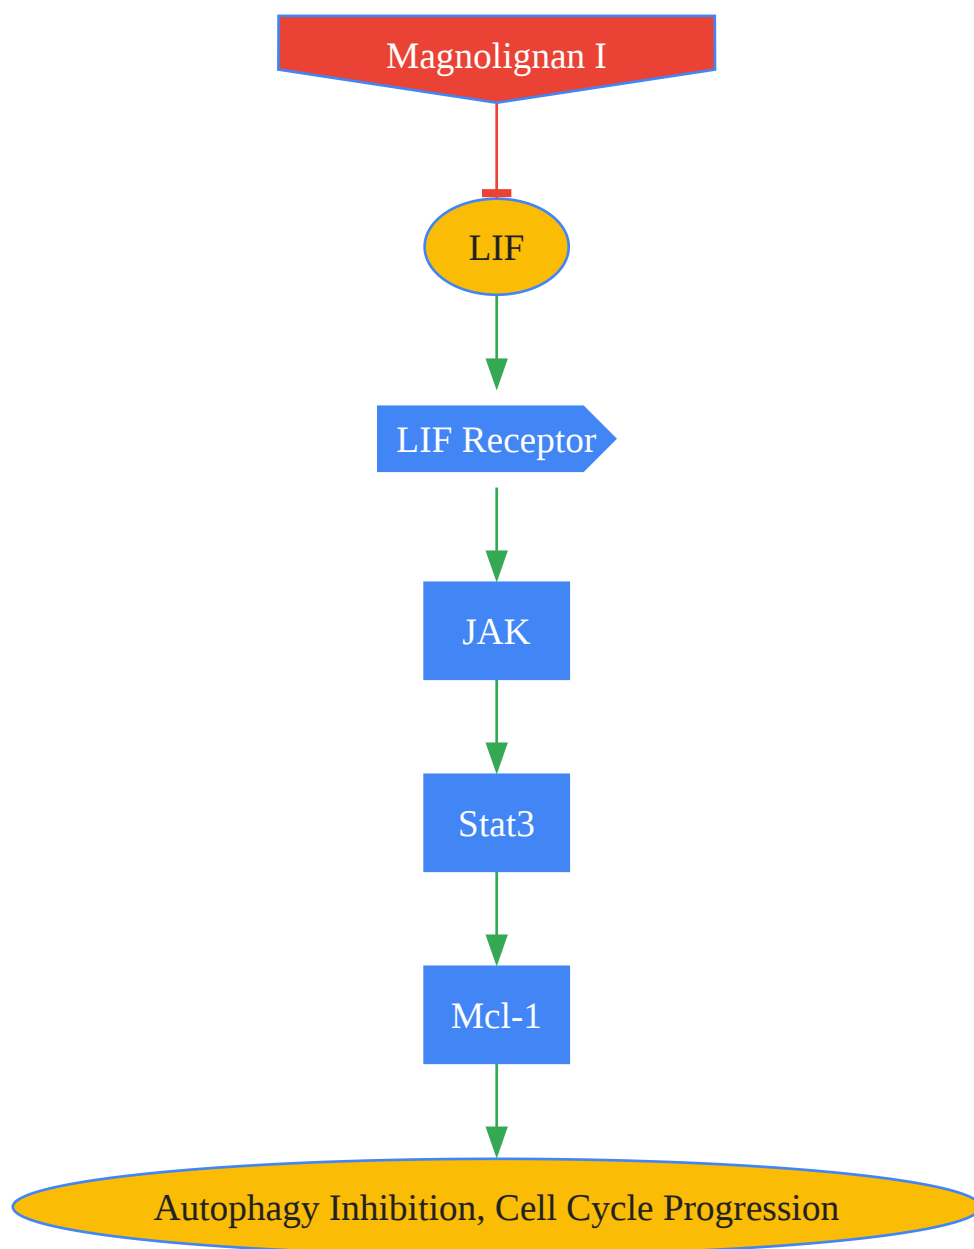 Magnolignan I
LIF
LIF Receptor
JAK
Stat3
Mcl-1
Autophagy Inhibition, Cell Cycle Progression